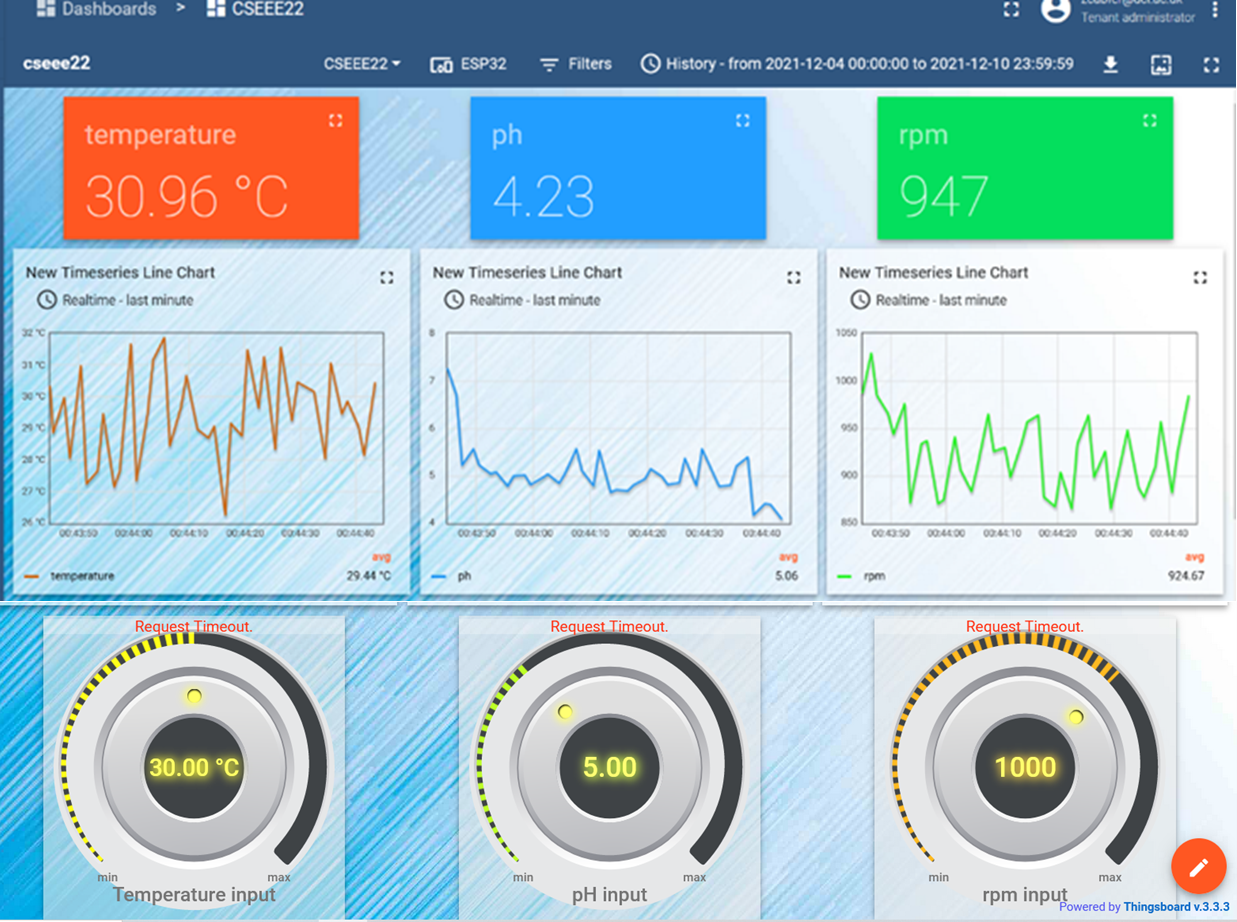 Dashboards > CSEEE22
Tenant administrator
cseee22 CSEEE22 ESP32 Filters History - from 2021-12-04 00:00:00 to 2021-12-10 23:59:59
temperature ph rpm
30.96 °C 4.23 947
New Timeseries Line Chart New Timeseries Line Chart New Timeseries Line Chart
Realtime - last minute Realtime - last minute Realtime - last minute
32 °C
31 °C
30 °C
29 °C
28 °C
27 °C
26 °C
00:43:50 00:44:00 00:44:10 00:44:20 00:44:30 00:44:40
avg
temperature 29.44 °C
8
7
6
5
4
00:43:50 00:44:00 00:44:10 00:44:20 00:44:30 00:44:40
avg
ph 5.06
1050
1000
950
900
850
00:43:50 00:44:00 00:44:10 00:44:20 00:44:30 00:44:40
avg
rpm 924.67
Request Timeout. Request Timeout. Request Timeout.
30.00 °C 5.00 1000
min max min max min max
Temperature input pH input rpm input
Powered by Thingsboard v.3.3.3